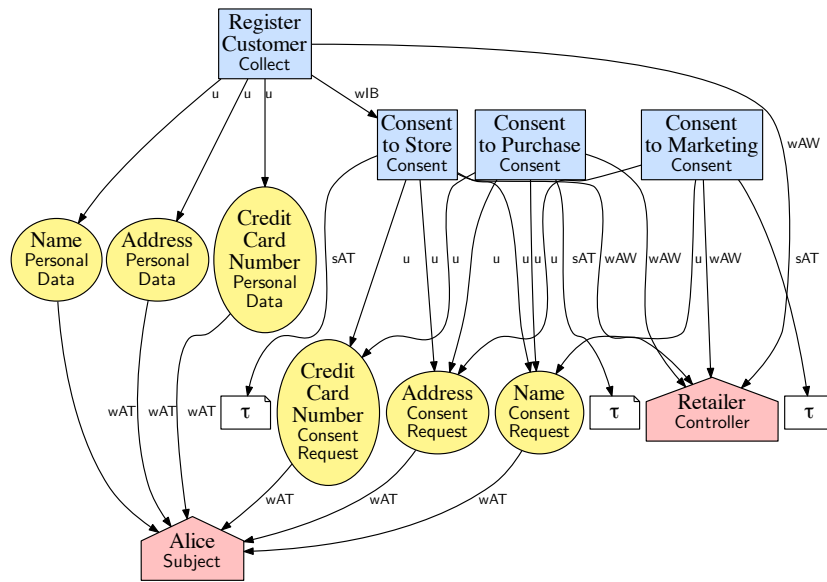 Register
Customer
Collect
u
u
u
wIB
wAW
Consent
to Store
Consent
Consent
to Purchase
Consent
Consent
to Marketing
Consent
Name
Personal
Data
Address
Personal
Data
Credit
Card
Number
Personal
Data
sAT
u
u
u
u
u
u
u
sAT
wAW
wAW
u
wAW
sAT
τ
Credit
Card
Number
Consent
Request
Address
Consent
Request
Name
Consent
Request
τ
Retailer
Controller
τ
wAT
wAT
wAT
wAT
wAT
wAT
Alice
Subject